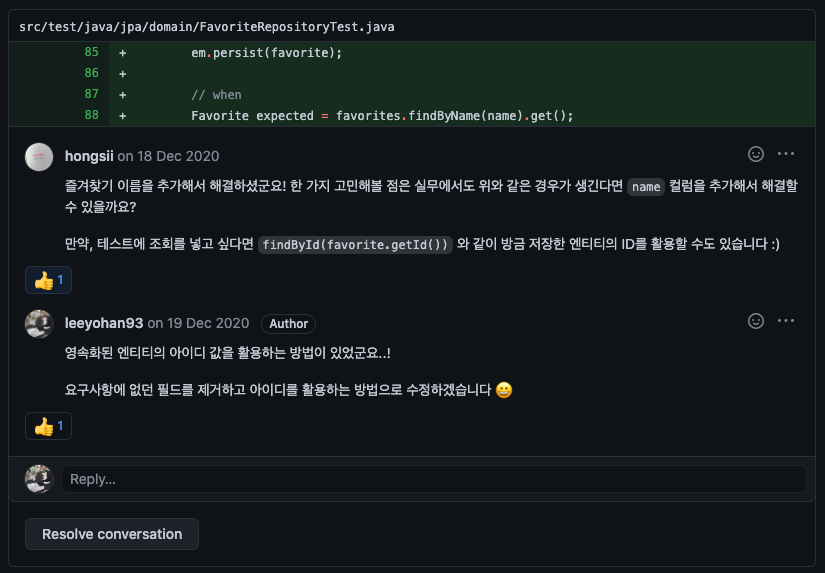 src/test/java/jpa/domain/FavoriteRepositoryTest.java
85 + em.persist(favorite);
86 +
87 + // when
88 + Favorite expected = favorites.findByName(name).get();
hongsii on 18 Dec 2020
즐겨찾기 이름을 추가해서 해결하셨군요! 한 가지 고민해볼 점은 실무에서도 위와 같은 경우가 생긴다면 name 컬럼을 추가해서 해결할
수 있을까요?
만약, 테스트에 조회를 넣고 싶다면 findById(favorite.getId()) 와 같이 방금 저장한 엔티티의 ID를 활용할 수도 있습니다 :)
👍 1
leeyohan93 on 19 Dec 2020 Author
영속화된 엔티티의 아이디 값을 활용하는 방법이 있었군요..!
요구사항에 없던 필드를 제거하고 아이디를 활용하는 방법으로 수정하겠습니다 😄
👍 1
Reply...
Resolve conversation